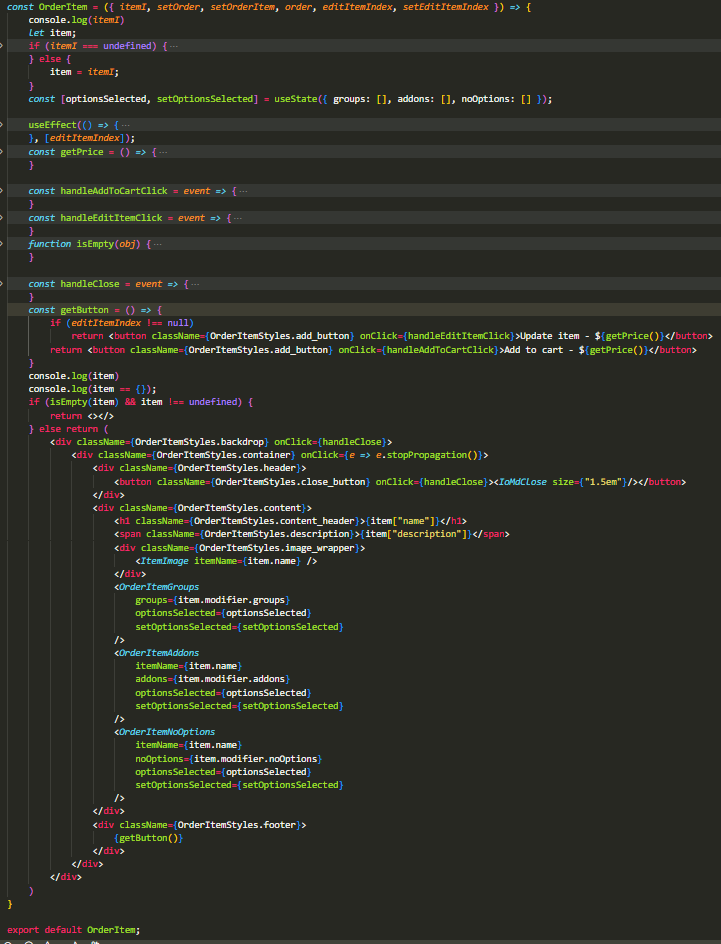 const OrderItem = ({ itemI, setOrder, setOrderItem, order, editItemIndex, setEditItemIndex }) => {
    console.log(itemI)
    let item;
    if (itemI === undefined) { ···
    } else {
        item = itemI;
    }
    const [optionsSelected, setOptionsSelected] = useState({ groups: [], addons: [], noOptions: [] });

    useEffect(() => { ···
    }, [editItemIndex]);
    const getPrice = () => { ···
    }

    const handleAddToCartClick = event => { ···
    }
    const handleEditItemClick = event => { ···
    }
    function isEmpty(obj) { ···
    }

    const handleClose = event => { ···
    }
    const getButton = () => {
        if (editItemIndex !== null)
            return <button className={OrderItemStyles.add_button} onClick={handleEditItemClick}>Update item - ${getPrice()}</button>
        return <button className={OrderItemStyles.add_button} onClick={handleAddToCartClick}>Add to cart - ${getPrice()}</button>
    }
    console.log(item)
    console.log(item == {});
    if (isEmpty(item) && item !== undefined) {
        return <></>
    } else return (
        <div className={OrderItemStyles.backdrop} onClick={handleClose}>
            <div className={OrderItemStyles.container} onClick={e => e.stopPropagation()}>
                <div className={OrderItemStyles.header}>
                    <button className={OrderItemStyles.close_button} onClick={handleClose}><IoMdClose size={"1.5em"}/></button>
                </div>
                <div className={OrderItemStyles.content}>
                    <h1 className={OrderItemStyles.content_header}>{item["name"]}</h1>
                    <span className={OrderItemStyles.description}>{item["description"]}</span>
                    <div className={OrderItemStyles.image_wrapper}>
                        <ItemImage itemName={item.name} />
                    </div>
                    <OrderItemGroups
                        groups={item.modifier.groups}
                        optionsSelected={optionsSelected}
                        setOptionsSelected={setOptionsSelected}
                    />
                    <OrderItemAddons
                        itemName={item.name}
                        addons={item.modifier.addons}
                        optionsSelected={optionsSelected}
                        setOptionsSelected={setOptionsSelected}
                    />
                    <OrderItemNoOptions
                        itemName={item.name}
                        noOptions={item.modifier.noOptions}
                        optionsSelected={optionsSelected}
                        setOptionsSelected={setOptionsSelected}
                    />
                </div>
                <div className={OrderItemStyles.footer}>
                    {getButton()}
                </div>
            </div>
        </div>
    )
}

export default OrderItem;